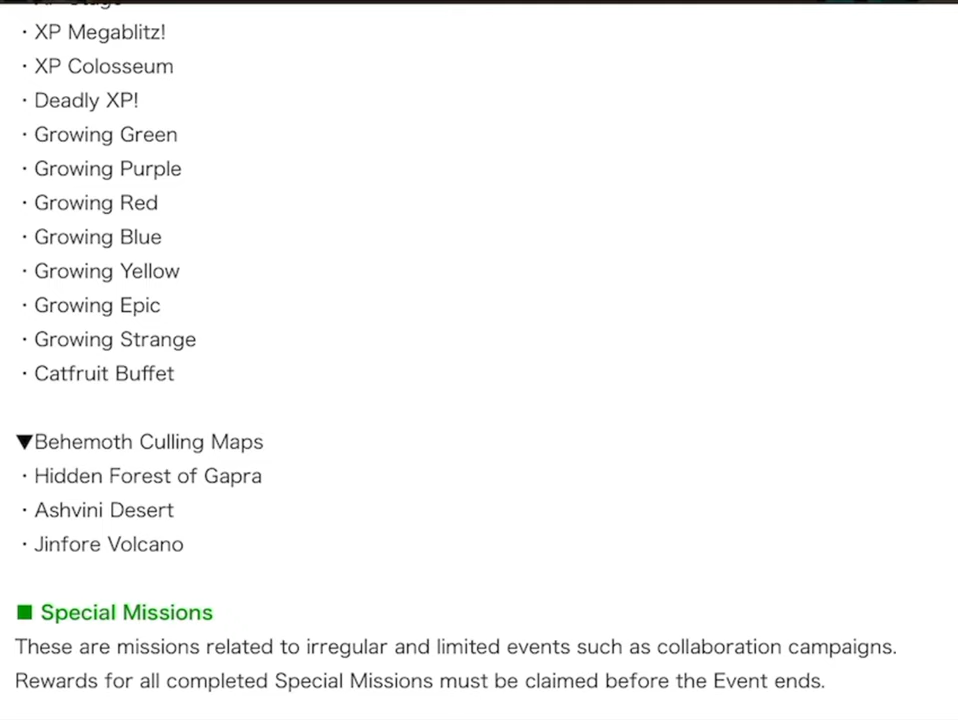 ・XP Megablitz!
・XP Colosseum
・Deadly XP!
・Growing Green
・Growing Purple
・Growing Red
・Growing Blue
・Growing Yellow
・Growing Epic
・Growing Strange
・Catfruit Buffet
▼Behemoth Culling Maps
・Hidden Forest of Gapra
・Ashvini Desert
・Jinfore Volcano
■ Special Missions
These are missions related to irregular and limited events such as collaboration campaigns.
Rewards for all completed Special Missions must be claimed before the Event ends.